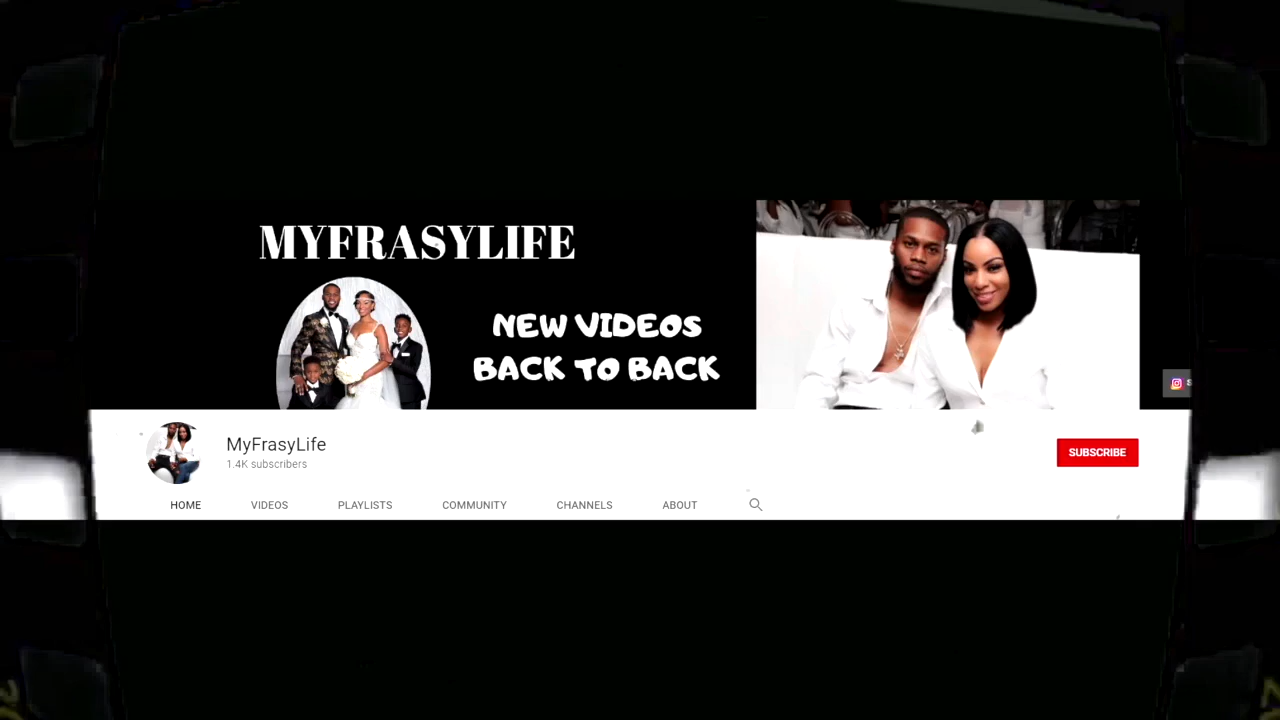 MYFRASYLIFE
NEW VIDEOS
BACK TO BACK
MyFrasyLife
1.4K subscribers
SUBSCRIBE
HOME VIDEOS PLAYLISTS COMMUNITY CHANNELS ABOUT